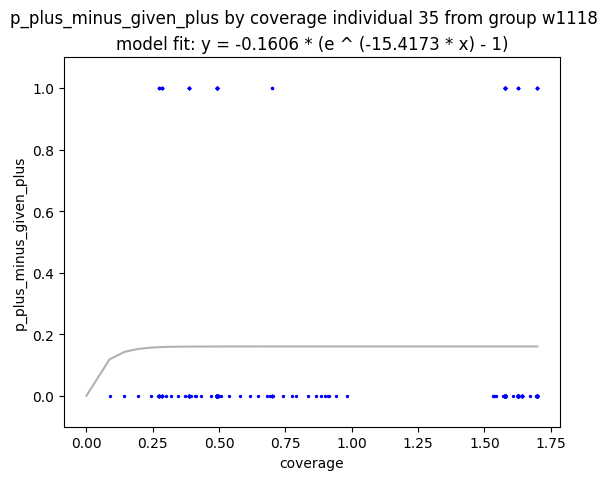 p_plus_minus_given_plus by coverage individual 35 from group w1118
model fit: y = -0.1606 * (e ^ (-15.4173 * x) - 1)
1.0
0.8
0.6
0.4
0.2
0.0
p_plus_minus_given_plus
0.00 0.25 0.50 0.75 1.00 1.25 1.50 1.75
coverage